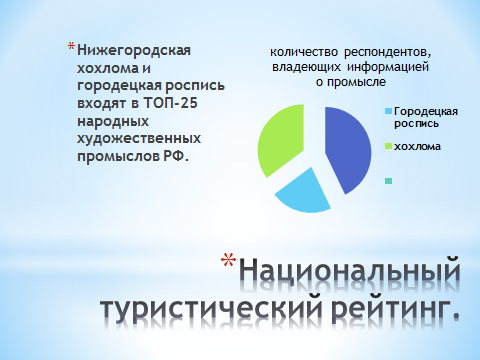 *Нижегородская
хохлома и
городецкая роспись
входят в ТОП-25
народных
художественных
промыслов РФ.
количество респондентов,
владеющих информацией
о промысле
Городецкая
роспись
хохлома
*Национальный
туристический рейтинг.